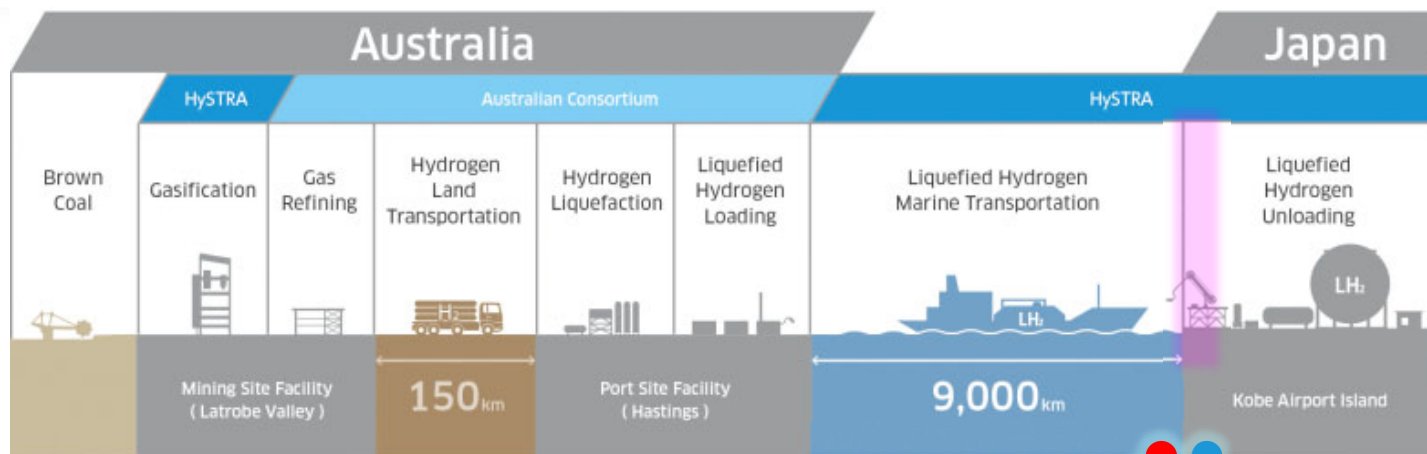 Australia
Japan
HySTRA
Australian Consortium
HySTRA
Brown
Coal
Gasification
Gas
Refining
Hydrogen
Land
Transportation
Hydrogen
Liquefaction
Liquefied
Hydrogen
Loading
Liquefied Hydrogen
Marine Transportation
Liquefied
Hydrogen
Unloading
H₂
LH₂
LH₂
Mining Site Facility
( Latrobe Valley )
150km
Port Site Facility
( Hastings )
9,000km
Kobe Airport Island